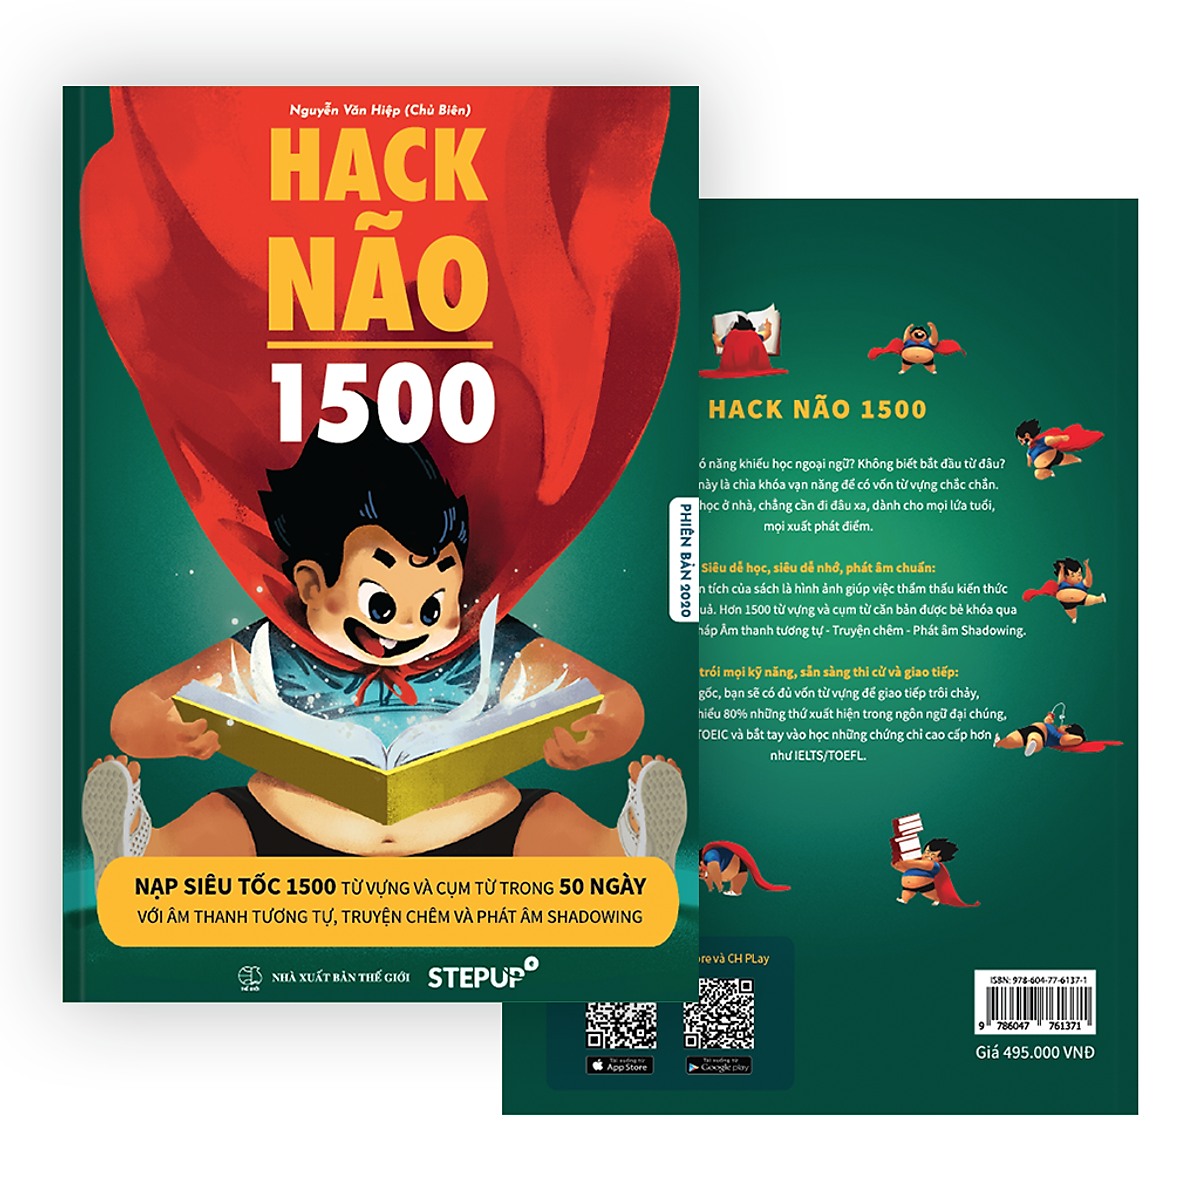 Nguyễn Văn Hiệp (Chủ Biên)
HACK
NÃO
1500
PHIÊN BẢN 2020
NẠP SIÊU TỐC 1500 TỪ VỰNG VÀ CỤM TỪ TRONG 50 NGÀY
VỚI ÂM THANH TƯƠNG TỰ, TRUYỆN CHÊM VÀ PHÁT ÂM SHADOWING
THẾ GIỚI
NHÀ XUẤT BẢN THẾ GIỚI
STEPUP
HACK NÃO 1500
năng khiếu học ngoại ngữ? Không biết bắt đầu từ đâu?
này là chìa khóa vạn năng để có vốn từ vựng chắc chắn.
học ở nhà, chẳng cần đi đâu xa, dành cho mọi lứa tuổi,
mọi xuất phát điểm.
Siêu dễ học, siêu dễ nhớ, phát âm chuẩn:
tích của sách là hình ảnh giúp việc thẩm thấu kiến thức
quả. Hơn 1500 từ vựng và cụm từ căn bản được bẻ khóa qua
Âm thanh tương tự - Truyện chêm - Phát âm Shadowing.
trói mọi kỹ năng, sẵn sàng thi cử và giao tiếp:
gốc, bạn sẽ có đủ vốn từ vựng để giao tiếp trôi chảy,
hiểu 80% những thứ xuất hiện trong ngôn ngữ đại chúng,
TOEIC và bắt tay vào học những chứng chỉ cao cấp hơn
như IELTS/TOEFL.
và CH PLay
Tải xuống từ
App Store
Tải xuống từ
Google play
ISBN: 978-604-77-6137-1
9 786047 761371
Giá 495.000 VNĐ